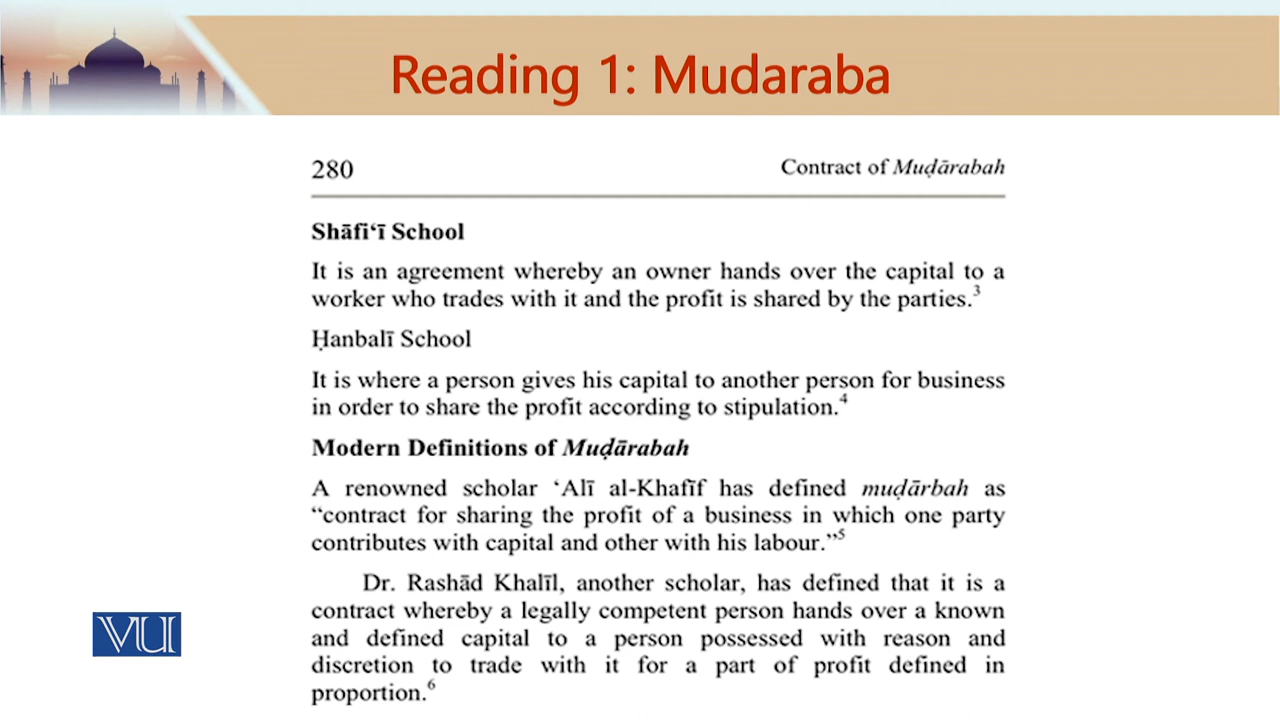 Reading 1: Mudaraba
280 Contract of Muḍārabah
Shāfi‘ī School
It is an agreement whereby an owner hands over the capital to a
worker who trades with it and the profit is shared by the parties.3
Ḥanbalī School
It is where a person gives his capital to another person for business
in order to share the profit according to stipulation.4
Modern Definitions of Muḍārabah
A renowned scholar ‘Alī al-Khafīf has defined muḍārbah as
“contract for sharing the profit of a business in which one party
contributes with capital and other with his labour.”5
Dr. Rashād Khalīl, another scholar, has defined that it is a
contract whereby a legally competent person hands over a known
and defined capital to a person possessed with reason and
discretion to trade with it for a part of profit defined in
proportion.6
VU